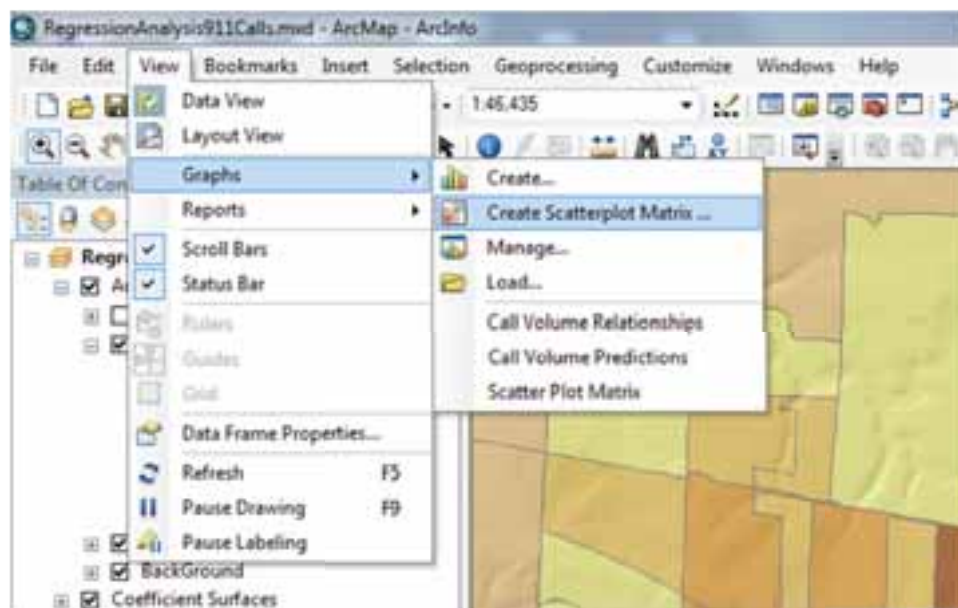 RegressionAnalysis911Calls.mxd - ArcMap - ArcInfo
File Edit View Bookmarks Insert Selection Geoprocessing Customize Windows Help
Data View
1:46,435
Layout View
Table Of Con
Graphs
Create...
Reports
Create Scatterplot Matrix ...
Scroll Bars
Manage...
Regr
Status Bar
Load...
A
Rulers
Call Volume Relationships
Guides
Call Volume Predictions
Grid
Scatter Plot Matrix
Data Frame Properties...
Refresh F5
Pause Drawing F9
Pause Labeling
BackGround
Coefficient Surfaces